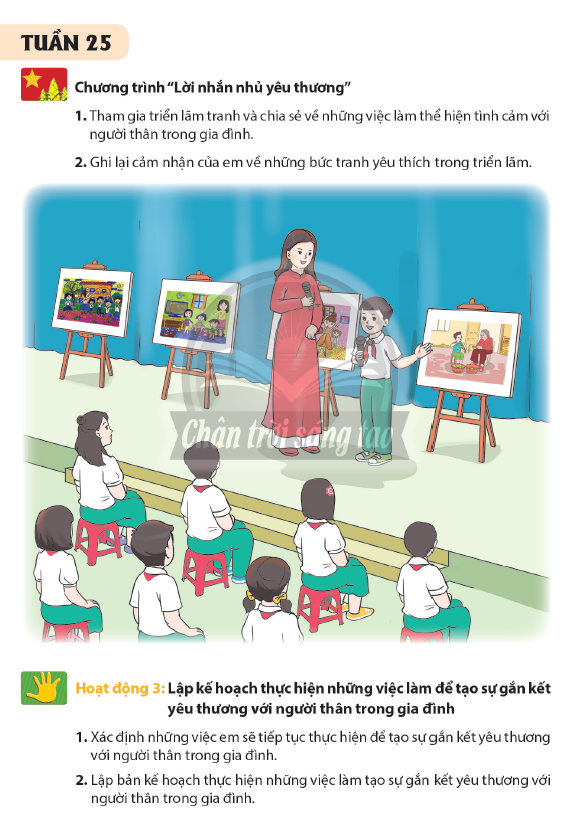 TUẦN 25
Chương trình “Lời nhắn nhủ yêu thương”
1. Tham gia triển lãm tranh và chia sẻ về những việc làm thể hiện tình cảm với
người thân trong gia đình.
2. Ghi lại cảm nhận của em về những bức tranh yêu thích trong triển lãm.
Chân trời sáng tạo
Hoạt động 3: Lập kế hoạch thực hiện những việc làm để tạo sự gắn kết
yêu thương với người thân trong gia đình
1. Xác định những việc em sẽ tiếp tục thực hiện để tạo sự gắn kết yêu thương
với người thân trong gia đình.
2. Lập bản kế hoạch thực hiện những việc làm tạo sự gắn kết yêu thương với
người thân trong gia đình.